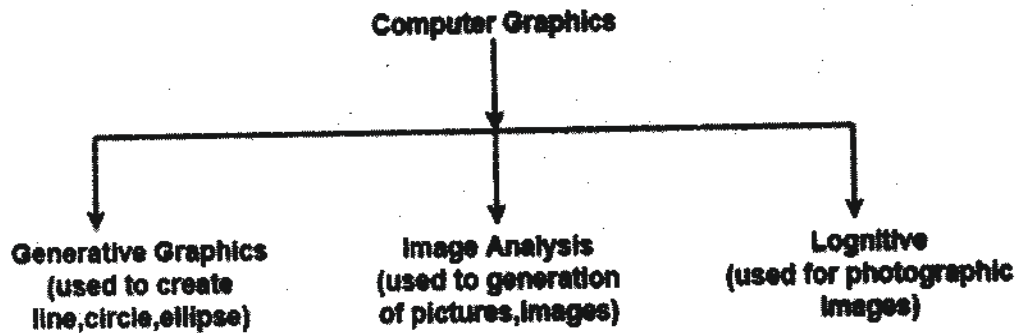 Computer Graphics
Generative Graphics
(used to create
line,circle,ellipse)
Image Analysis
(used to generation
of pictures,images)
Lognitive
(used for photographic
images)